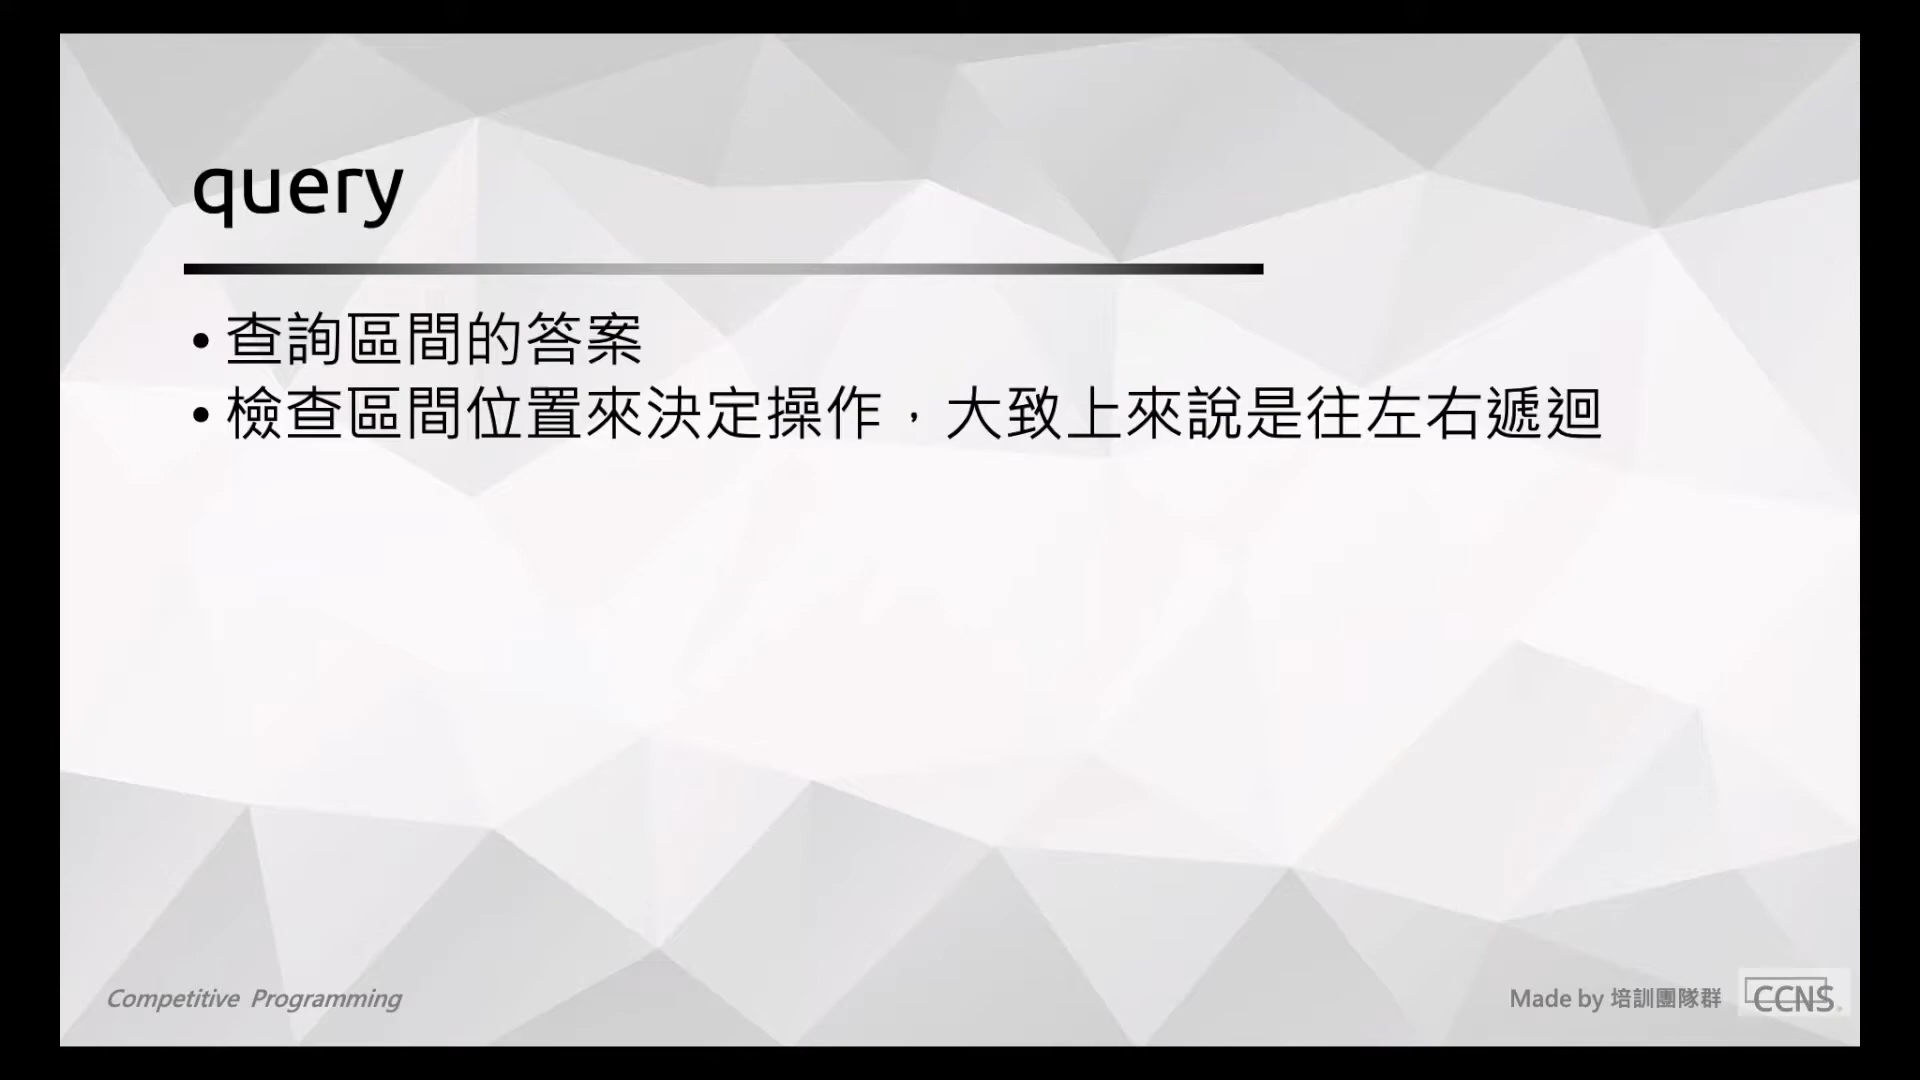 query
• 查詢區間的答案
• 檢查區間位置來決定操作，大致上來說是往左右遞迴
Competitive Programming
Made by 培訓團隊群
CCNS